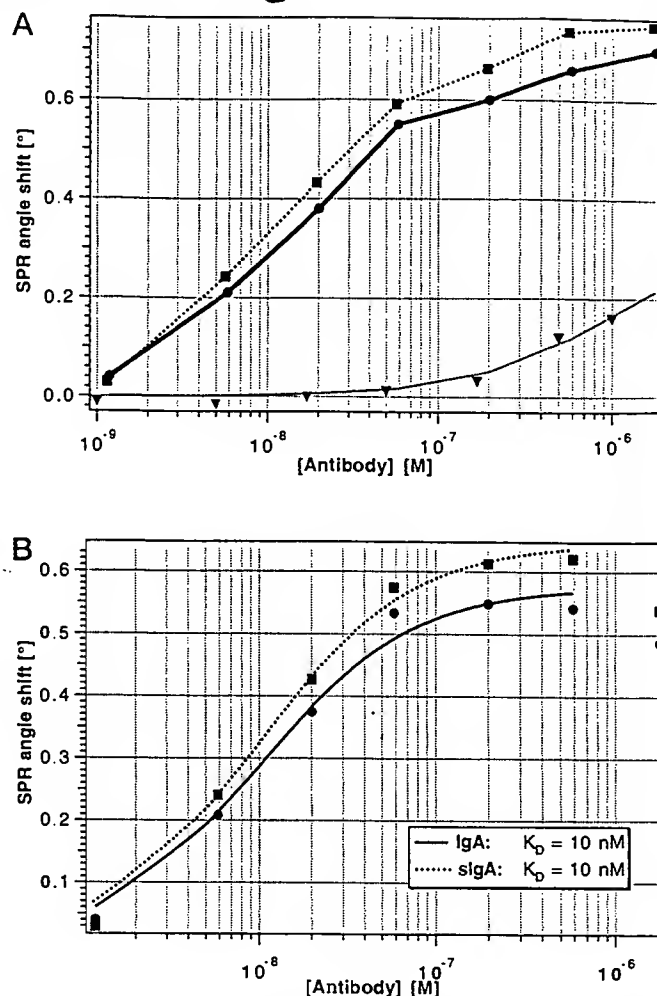 A
SPR angle shift [°]
0.6
0.4
0.2
0.0
10⁻⁹
10⁻⁸
10⁻⁷
10⁻⁶
[Antibody] [M]
B
SPR angle shift [°]
0.6
0.5
0.4
0.3
0.2
0.1
IgA: K_D = 10 nM
sIgA: K_D = 10 nM
10⁻⁸
10⁻⁷
10⁻⁶
[Antibody] [M]